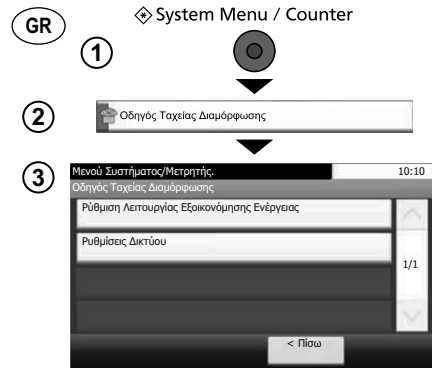 GR
System Menu / Counter
1
2
Οδηγός Ταχείας Διαμόρφωσης
3
Μενού Συστήματος/Μετρητής.
10:10
Οδηγός Ταχείας Διαμόρφωσης
Ρύθμιση Λειτουργίας Εξοικονόμησης Ενέργειας
Ρυθμίσεις Δικτύου
1/1
< Πίσω